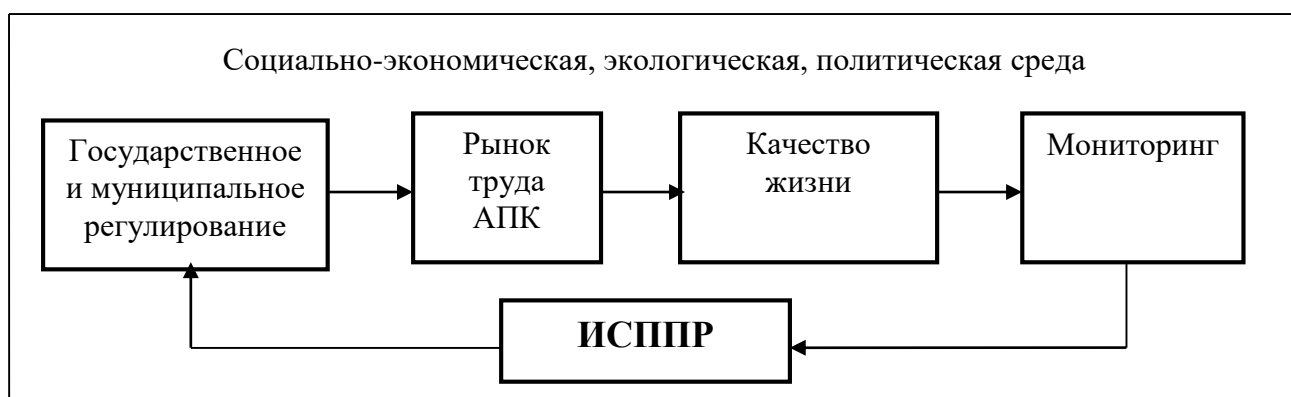 Социально-экономическая, экологическая, политическая среда
Государственное
и муниципальное
регулирование
Рынок
труда
АПК
Качество
жизни
Мониторинг
ИСППР